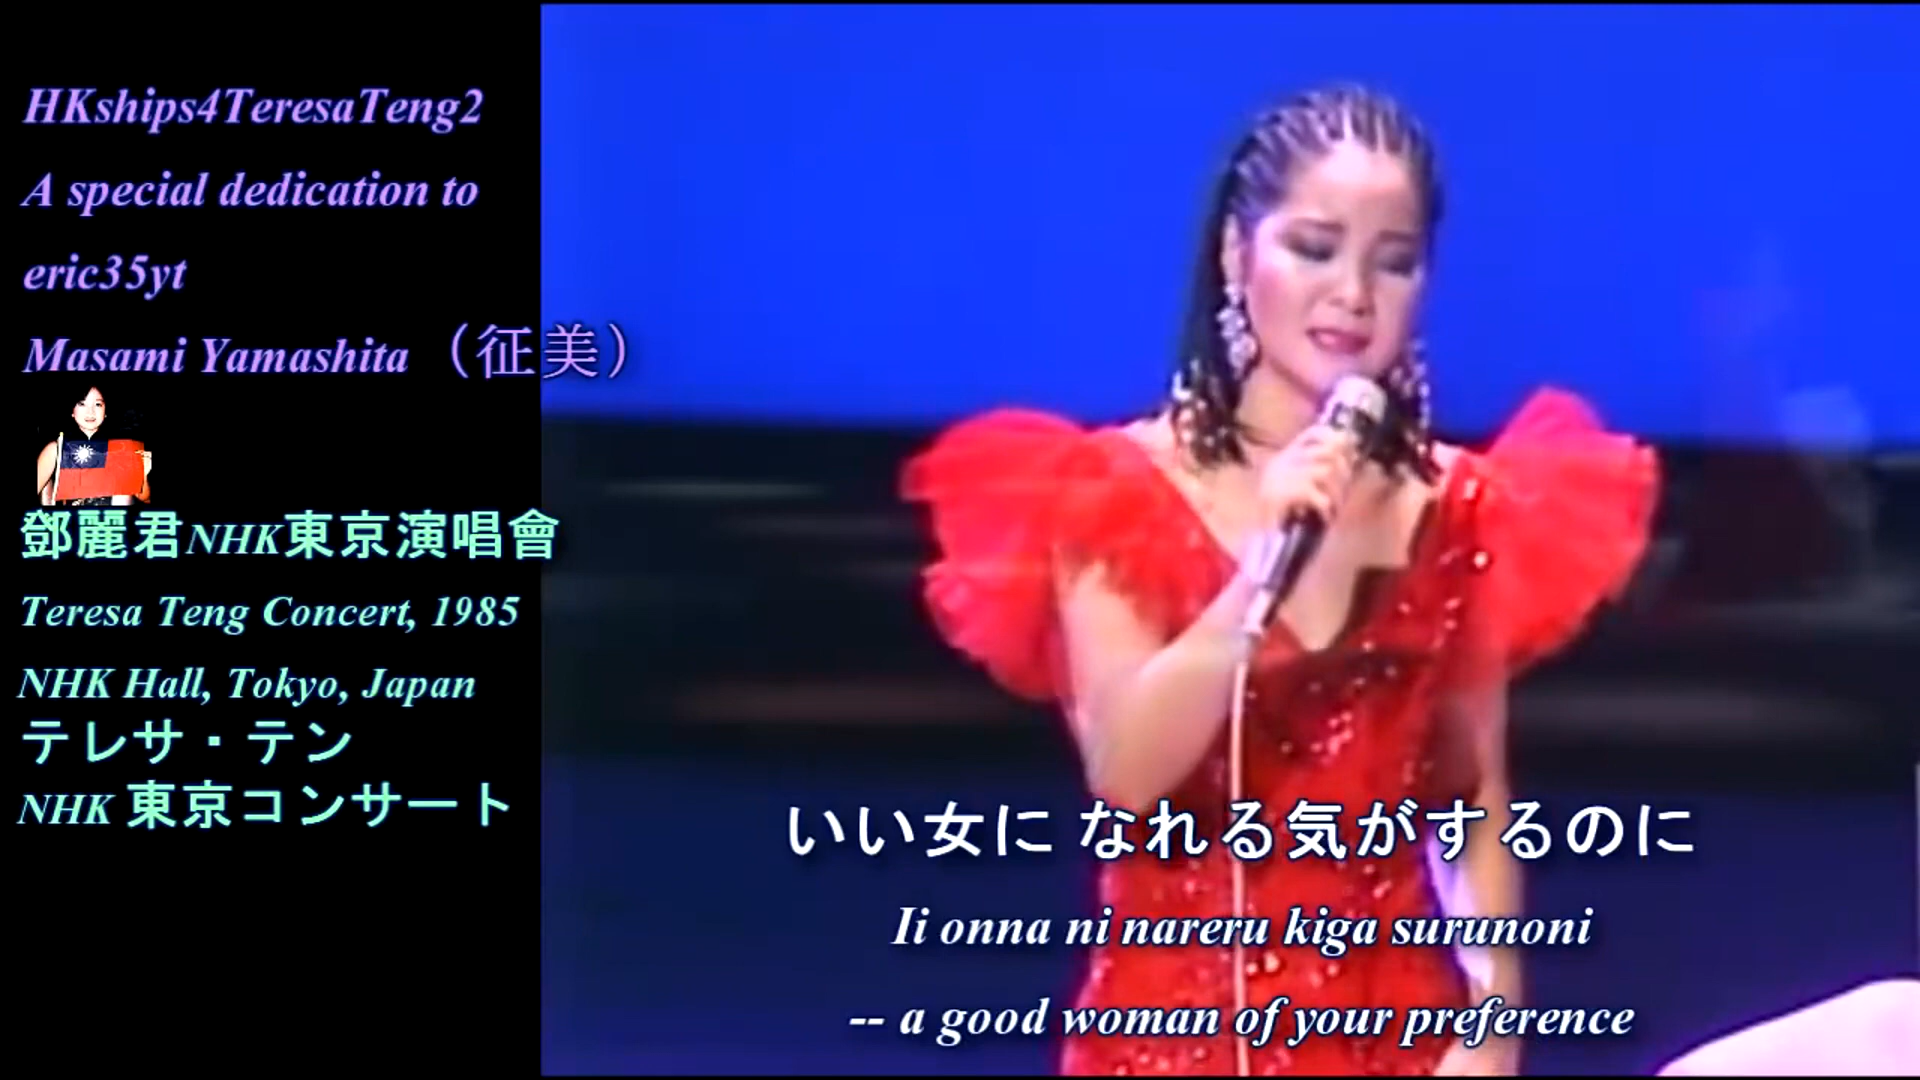 HKships4TeresaTeng2
A special dedication to
eric35yt
Masami Yamashita （征美）
鄧麗君NHK東京演唱會
Teresa Teng Concert, 1985
NHK Hall, Tokyo, Japan
テレサ・テン
NHK 東京コンサート
いい女に なれる気がするのに
Ii onna ni nareru kiga surunoni
-- a good woman of your preference